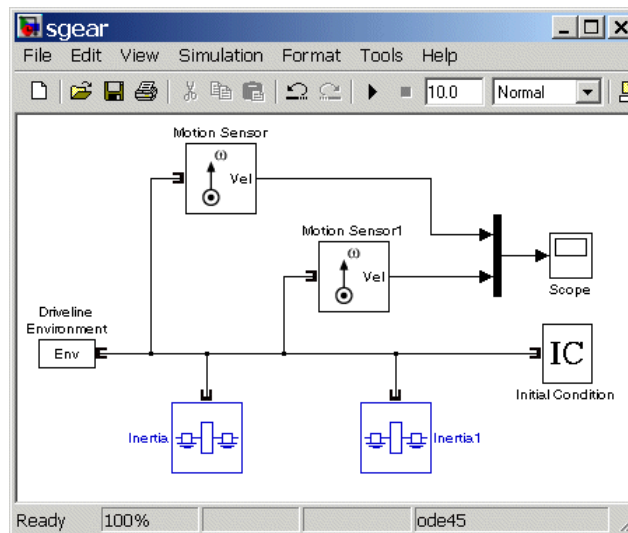 sgear
File Edit View Simulation Format Tools Help
10.0 Normal
Motion Sensor
ω
Vel
Motion Sensor1
ω
Vel
Scope
Driveline
Environment
Env
IC
Initial Condition
Inertia
Inertia1
Ready 100% ode45